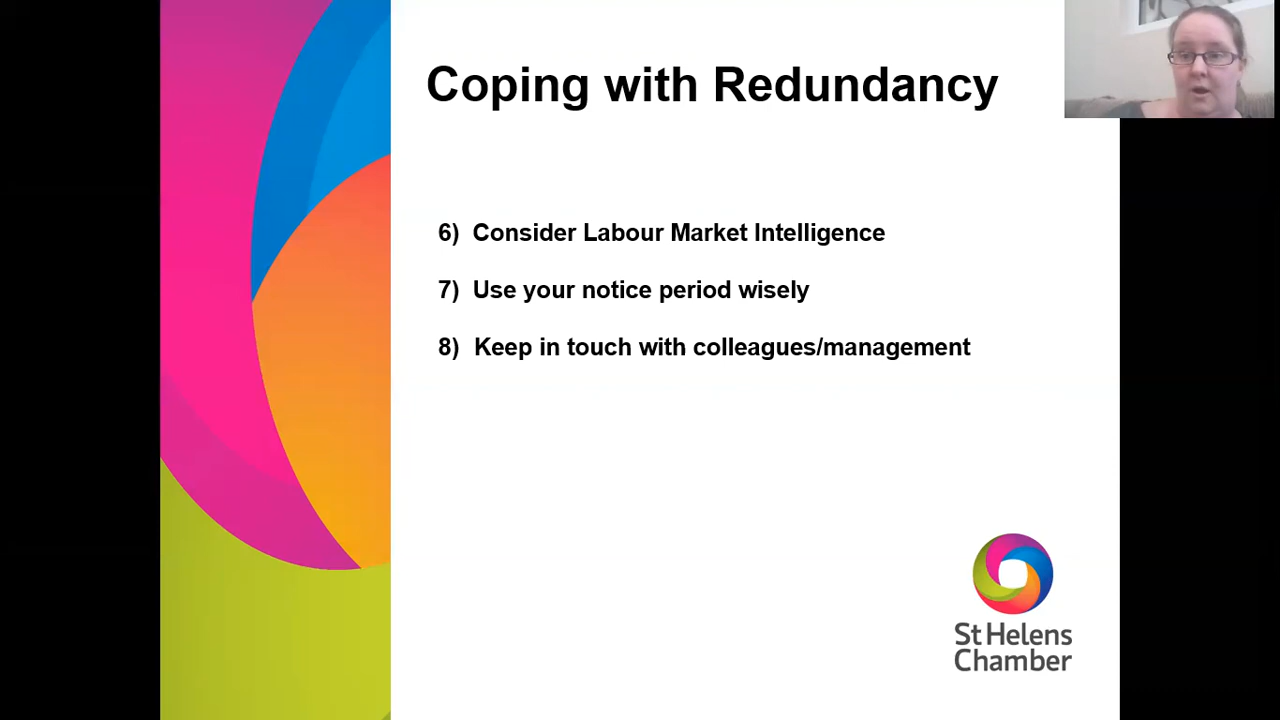 Coping with Redundancy
6) Consider Labour Market Intelligence
7) Use your notice period wisely
8) Keep in touch with colleagues/management
St Helens
Chamber